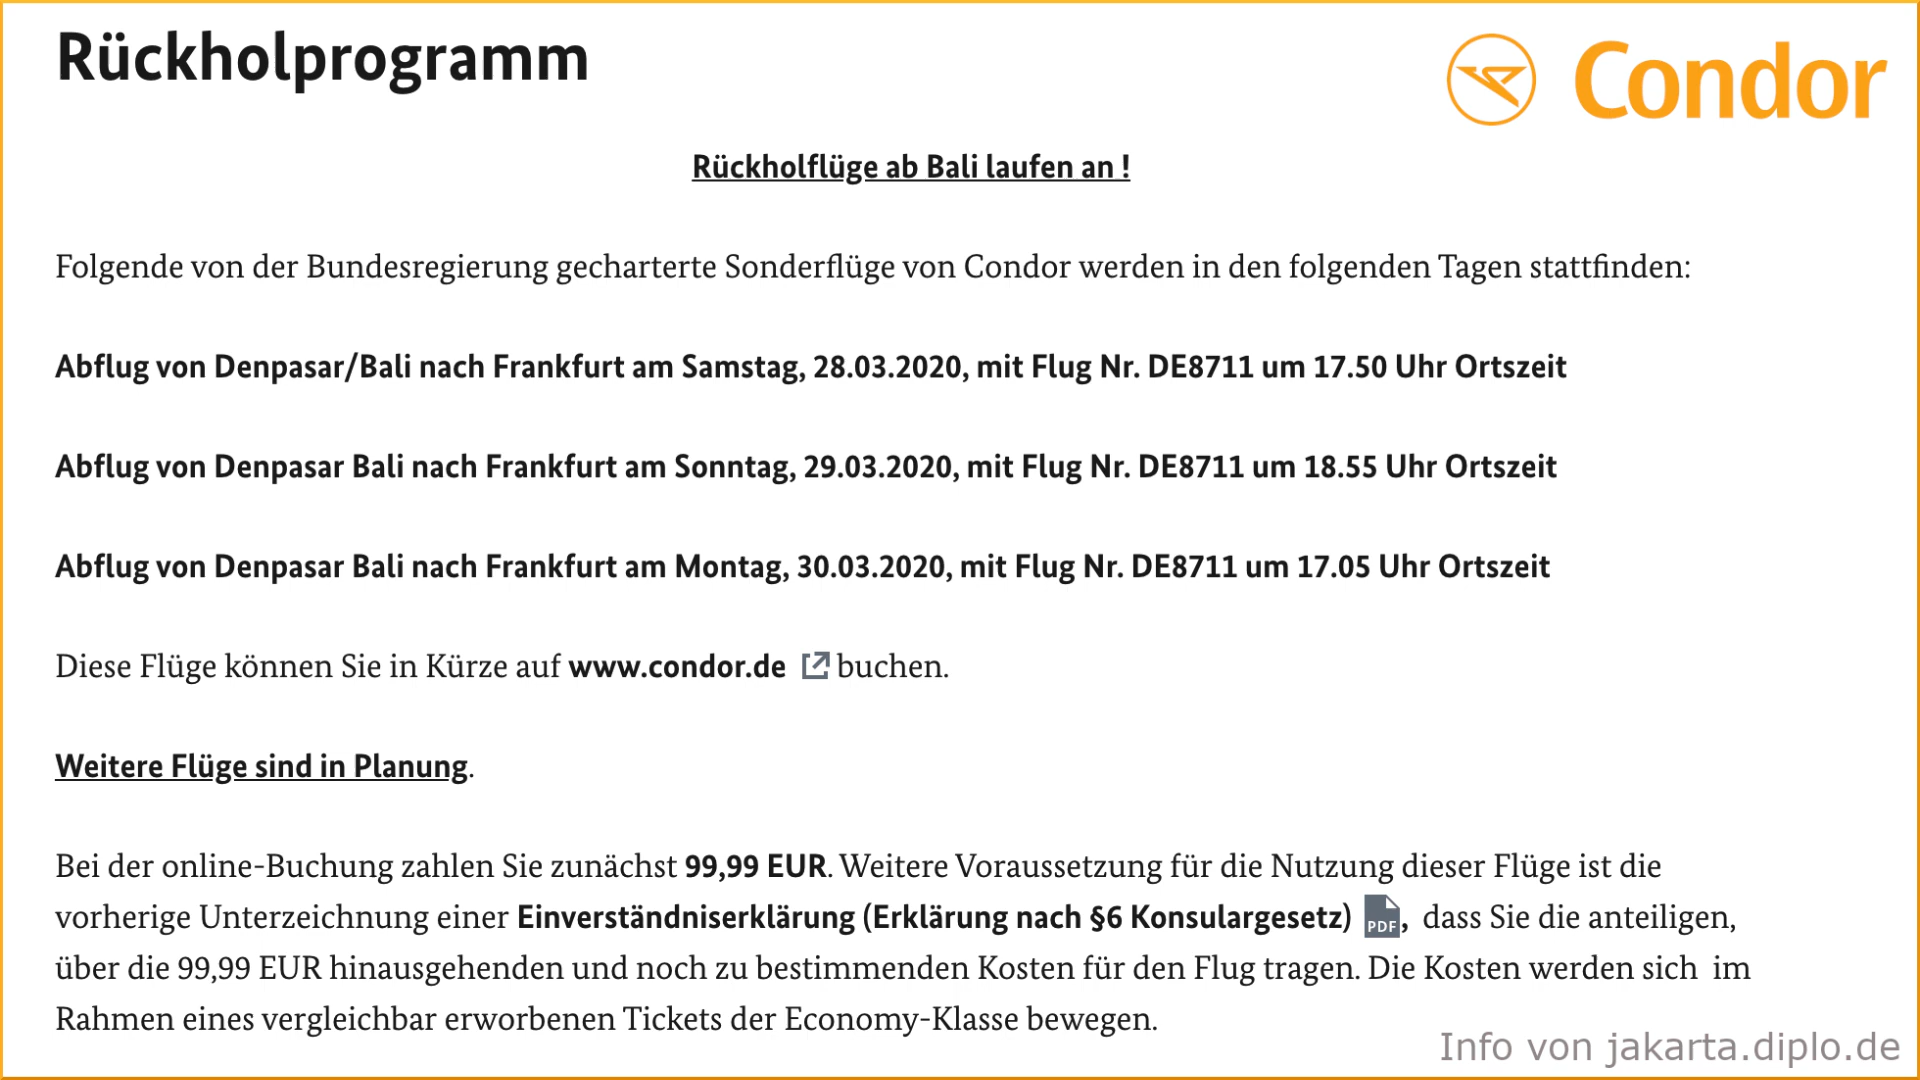 Rückholprogramm
Condor
Rückholflüge ab Bali laufen an !
Folgende von der Bundesregierung gecharterte Sonderflüge von Condor werden in den folgenden Tagen stattfinden:
Abflug von Denpasar/Bali nach Frankfurt am Samstag, 28.03.2020, mit Flug Nr. DE8711 um 17.50 Uhr Ortszeit
Abflug von Denpasar Bali nach Frankfurt am Sonntag, 29.03.2020, mit Flug Nr. DE8711 um 18.55 Uhr Ortszeit
Abflug von Denpasar Bali nach Frankfurt am Montag, 30.03.2020, mit Flug Nr. DE8711 um 17.05 Uhr Ortszeit
Diese Flüge können Sie in Kürze auf www.condor.de buchen.
Weitere Flüge sind in Planung.
Bei der online-Buchung zahlen Sie zunächst 99,99 EUR. Weitere Voraussetzung für die Nutzung dieser Flüge ist die
vorherige Unterzeichnung einer Einverständniserklärung (Erklärung nach §6 Konsulargesetz) PDF, dass Sie die anteiligen,
über die 99,99 EUR hinausgehenden und noch zu bestimmenden Kosten für den Flug tragen. Die Kosten werden sich im
Rahmen eines vergleichbar erworbenen Tickets der Economy-Klasse bewegen.
Info von jakarta.diplo.de